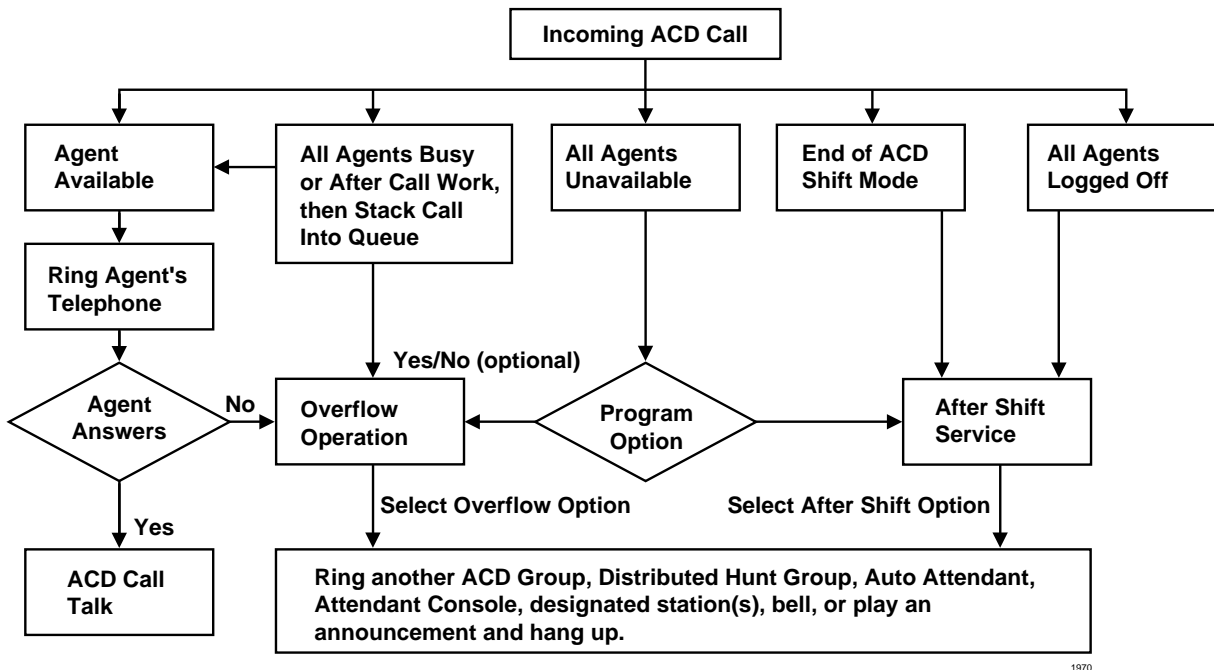 Incoming ACD Call
Agent
Available
All Agents Busy
or After Call Work,
then Stack Call
Into Queue
All Agents
Unavailable
End of ACD
Shift Mode
All Agents
Logged Off
Ring Agent's
Telephone
Yes/No (optional)
Agent
Answers
No
Overflow
Operation
Program
Option
After Shift
Service
Select Overflow Option
Select After Shift Option
Yes
ACD Call
Talk
Ring another ACD Group, Distributed Hunt Group, Auto Attendant,
Attendant Console, designated station(s), bell, or play an
announcement and hang up.
1970